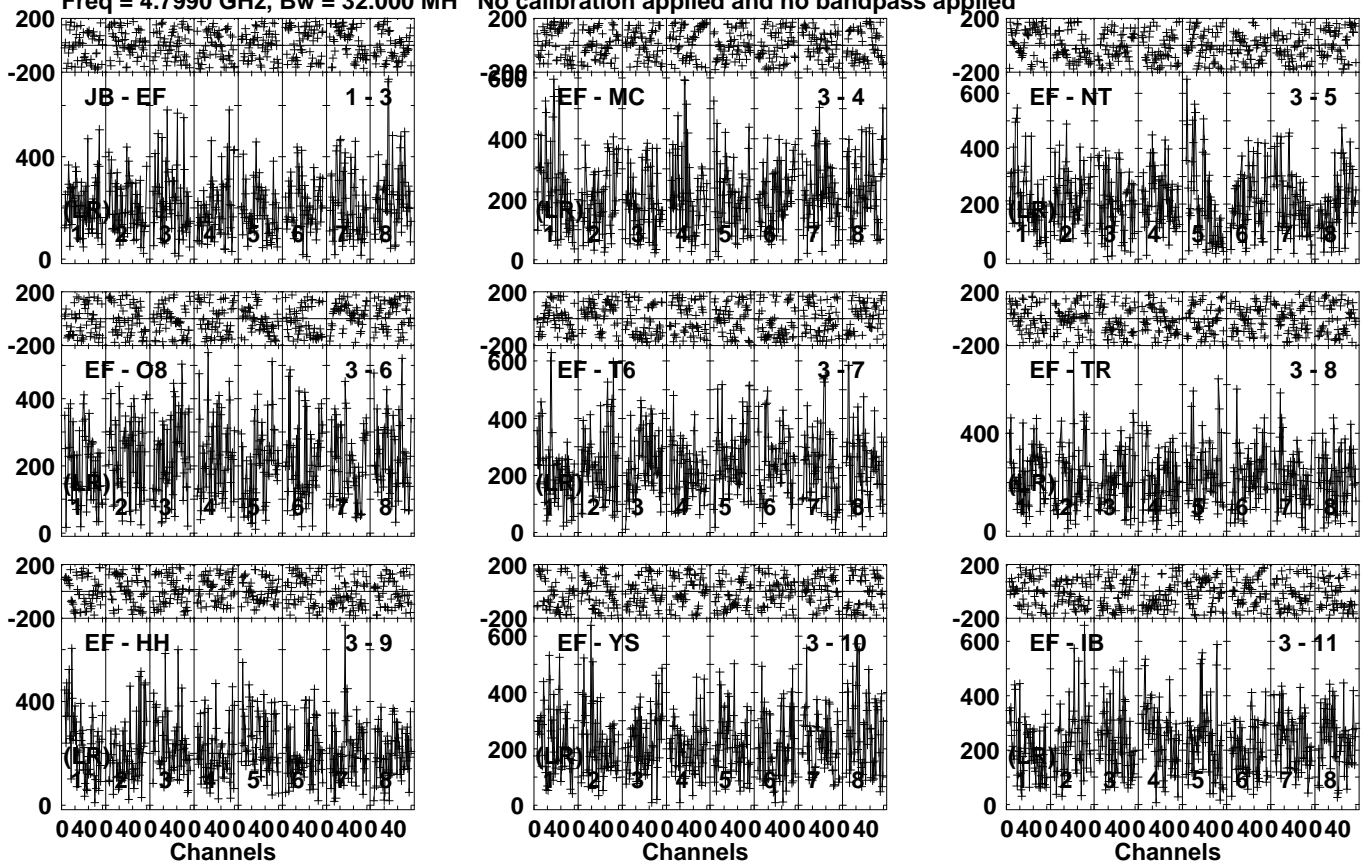 Freq = 4.7990 GHz, Bw = 32.000 MH No calibration applied and no bandpass applied
200 200 200
-200 -200 -200
JB - EF 1 - 3 600 EF - MC 3 - 4 600 EF - NT 3 - 5
400 400 400
200 200
(LR) (LR) (LR)
1 2 3 4 5 6 7 8 1 2 3 4 5 6 7 8 1 2 3 4 5 6 7 8
0 0 0
200 200 200
-200 -200 -200
EF - O8 3 - 6 600 EF - T6 3 - 7 EF - TR 3 - 8
400 400 400
200 200
(LR) (LR) (LR)
1 2 3 4 5 6 7 8 1 2 3 4 5 6 7 8 1 2 3 4 5 6 7 8
0 0 0
200 200 200
-200 -200 -200
EF - HH 3 - 9 600 EF - YS 3 - 10 600 EF - IB 3 - 11
400 400 400
200 200
(LR) (LR) (LR)
1 2 3 4 5 6 7 8 1 2 3 4 5 6 7 8 1 2 3 4 5 6 7 8
0 0 0
0 40 0 40 0 40 0 40 0 40 0 40 0 40 0 40 0 40 0 40 0 40 0 40 0 40 0 40 0 40 0 40 0 40 0 40 0 40 0 40 0 40 0 40 0 40 0 40
Channels Channels Channels